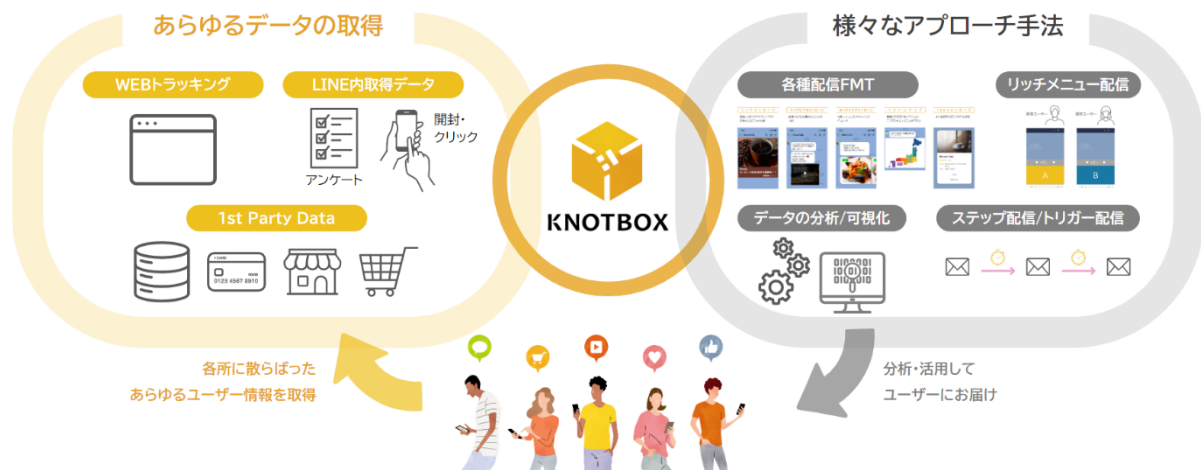 あらゆるデータの取得
WEBトラッキング
LINE内取得データ
アンケート
開封・
クリック
1st Party Data
0123 4567 8910
各所に散らばった
あらゆるユーザー情報を取得
KNOTBOX
様々なアプローチ手法
各種配信FMT
リッチメニュー配信
A
B
データの分析/可視化
ステップ配信/トリガー配信
分析・活用して
ユーザーにお届け